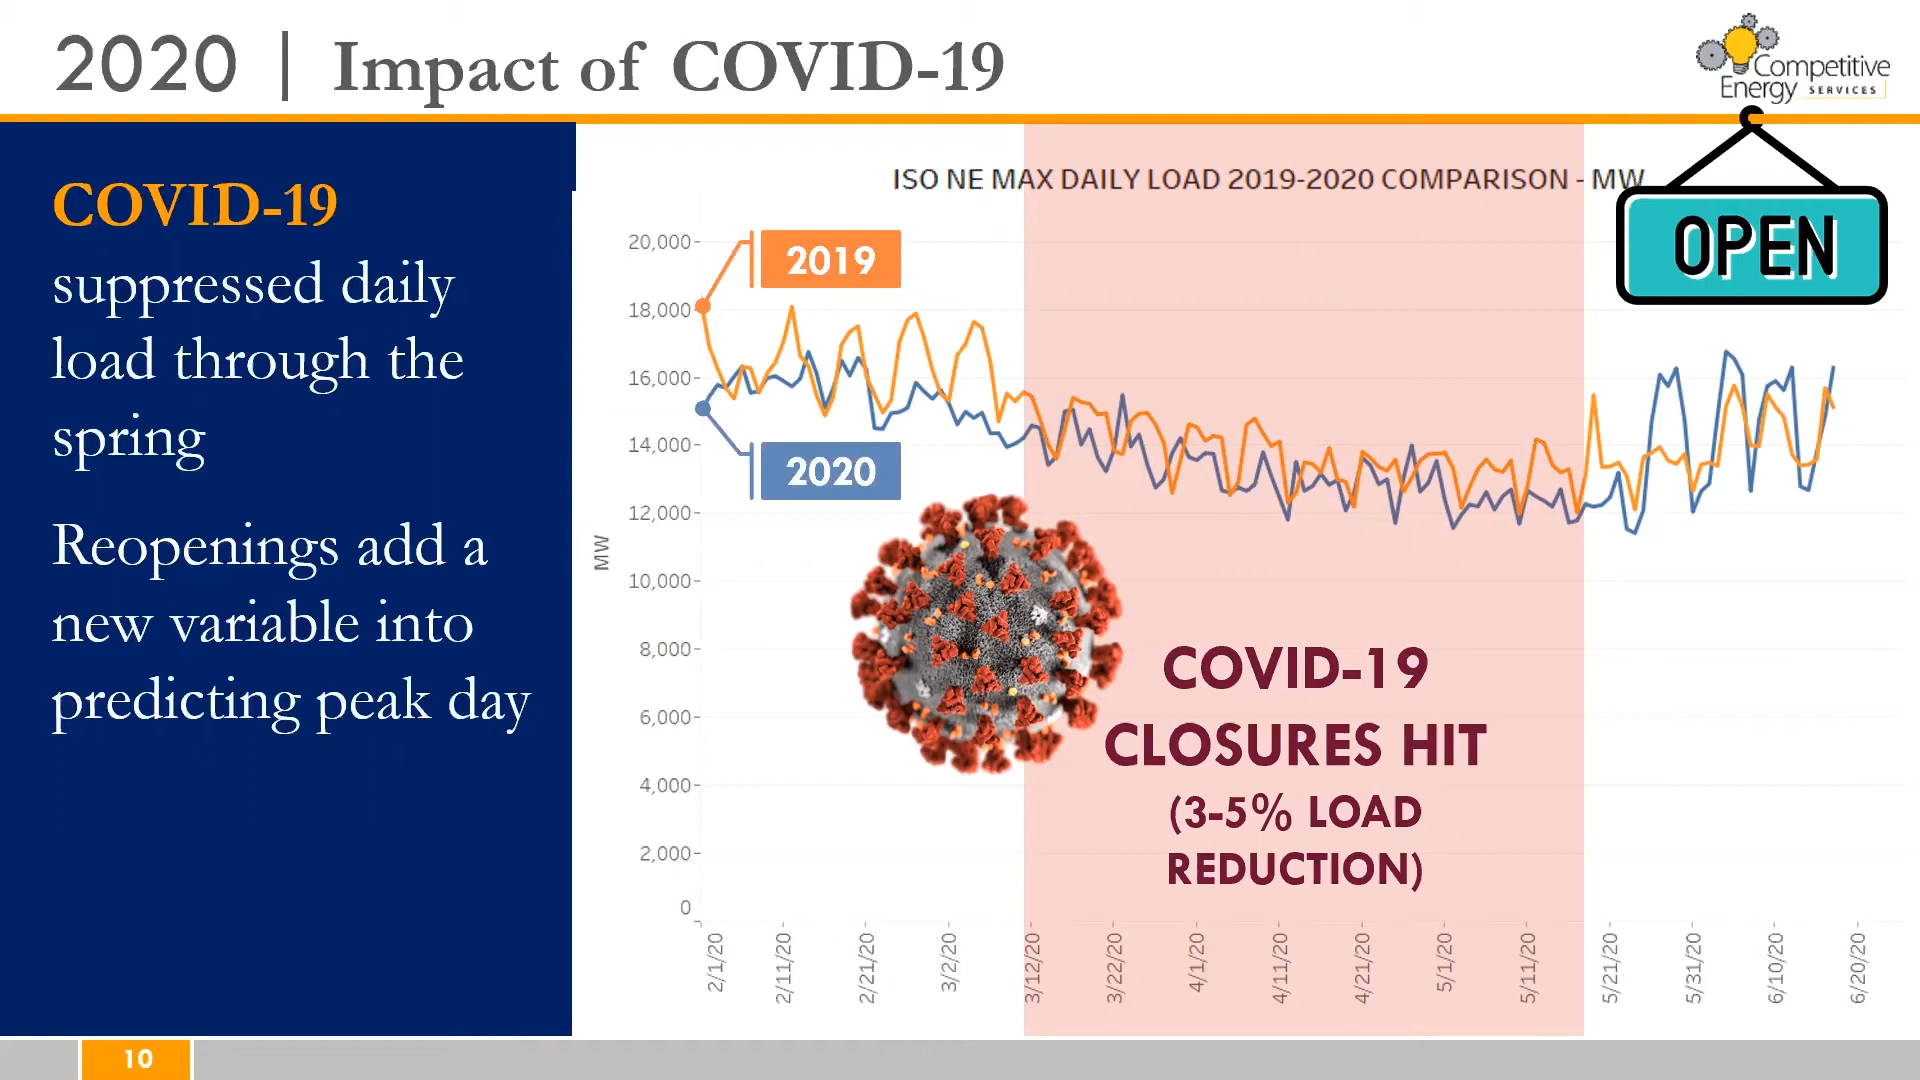 2020 | Impact of COVID-19
Competitive
Energy SERVICES
COVID-19
suppressed daily
load through the
spring
Reopenings add a
new variable into
predicting peak day
ISO NE MAX DAILY LOAD 2019-2020 COMPARISON - MW
OPEN
2019
2020
MW
20,000
18,000
16,000
14,000
12,000
10,000
8,000
6,000
4,000
2,000
0
COVID-19
CLOSURES HIT
(3-5% LOAD
REDUCTION)
2/1/20
2/11/20
2/21/20
3/2/20
3/12/20
3/22/20
4/1/20
4/11/20
4/21/20
5/1/20
5/11/20
5/21/20
5/31/20
6/10/20
6/20/20
10